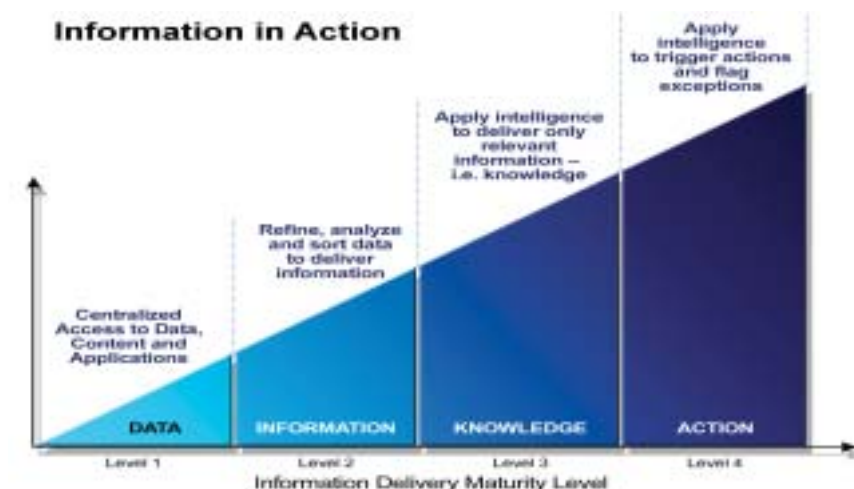 Information in Action
Apply
intelligence
to trigger actions
and flag
exceptions
Apply intelligence
to deliver only
relevant
information –
i.e. knowledge
Refine, analyze
and sort data
to deliver
information
Centralized
Access to Data,
Content and
Applications
DATA
INFORMATION
KNOWLEDGE
ACTION
Level 1
Level 2
Level 3
Level 4
Information Delivery Maturity Level